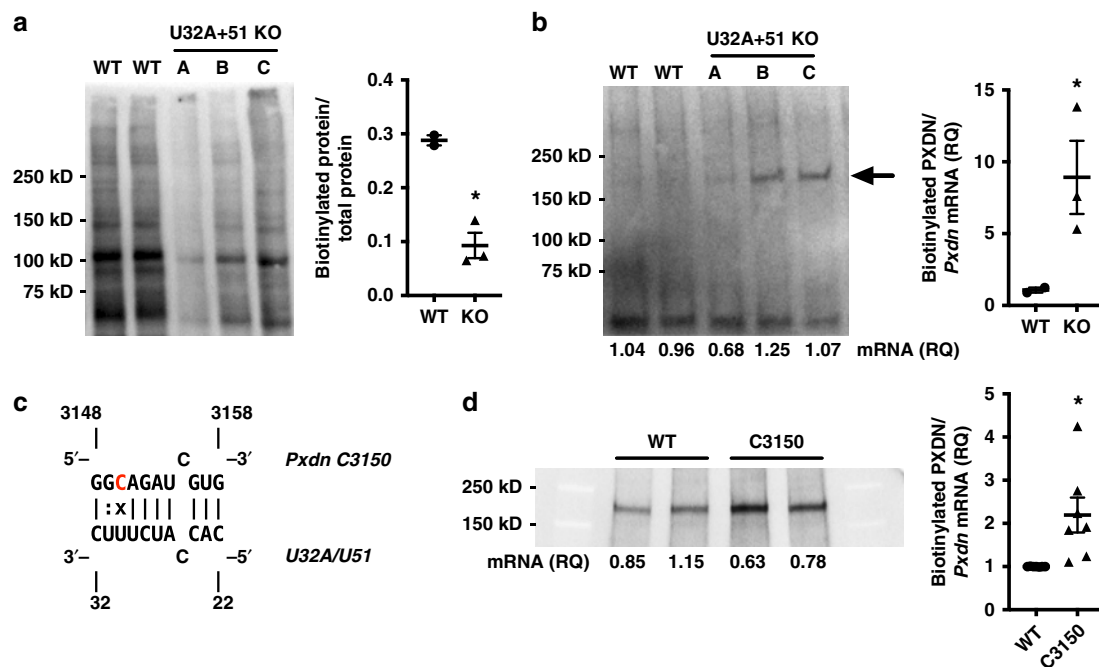 a
U32A+51 KO
WT WT A B C
250 kD
150 kD
100 kD
75 kD
Biotinylated protein/
total protein
0.4
0.3
0.2
0.1
0.0
*
WT KO
b
U32A+51 KO
WT WT A B C
250 kD
150 kD
100 kD
75 kD
1.04 0.96 0.68 1.25 1.07 mRNA (RQ)
Biotinylated PXDN/
Pxdn mRNA (RQ)
15
10
5
0
*
WT KO
c
3148 3158
5′– C –3′ Pxdn C3150
GGCAGAU GUG
|:x|||| |||
CUUUCUA CAC
3′– C –5′ U32A/U51
32 22
d
WT C3150
250 kD
150 kD
mRNA (RQ) 0.85 1.15 0.63 0.78
Biotinylated PXDN/
Pxdn mRNA (RQ)
5
4
3
2
1
0
*
WT C3150